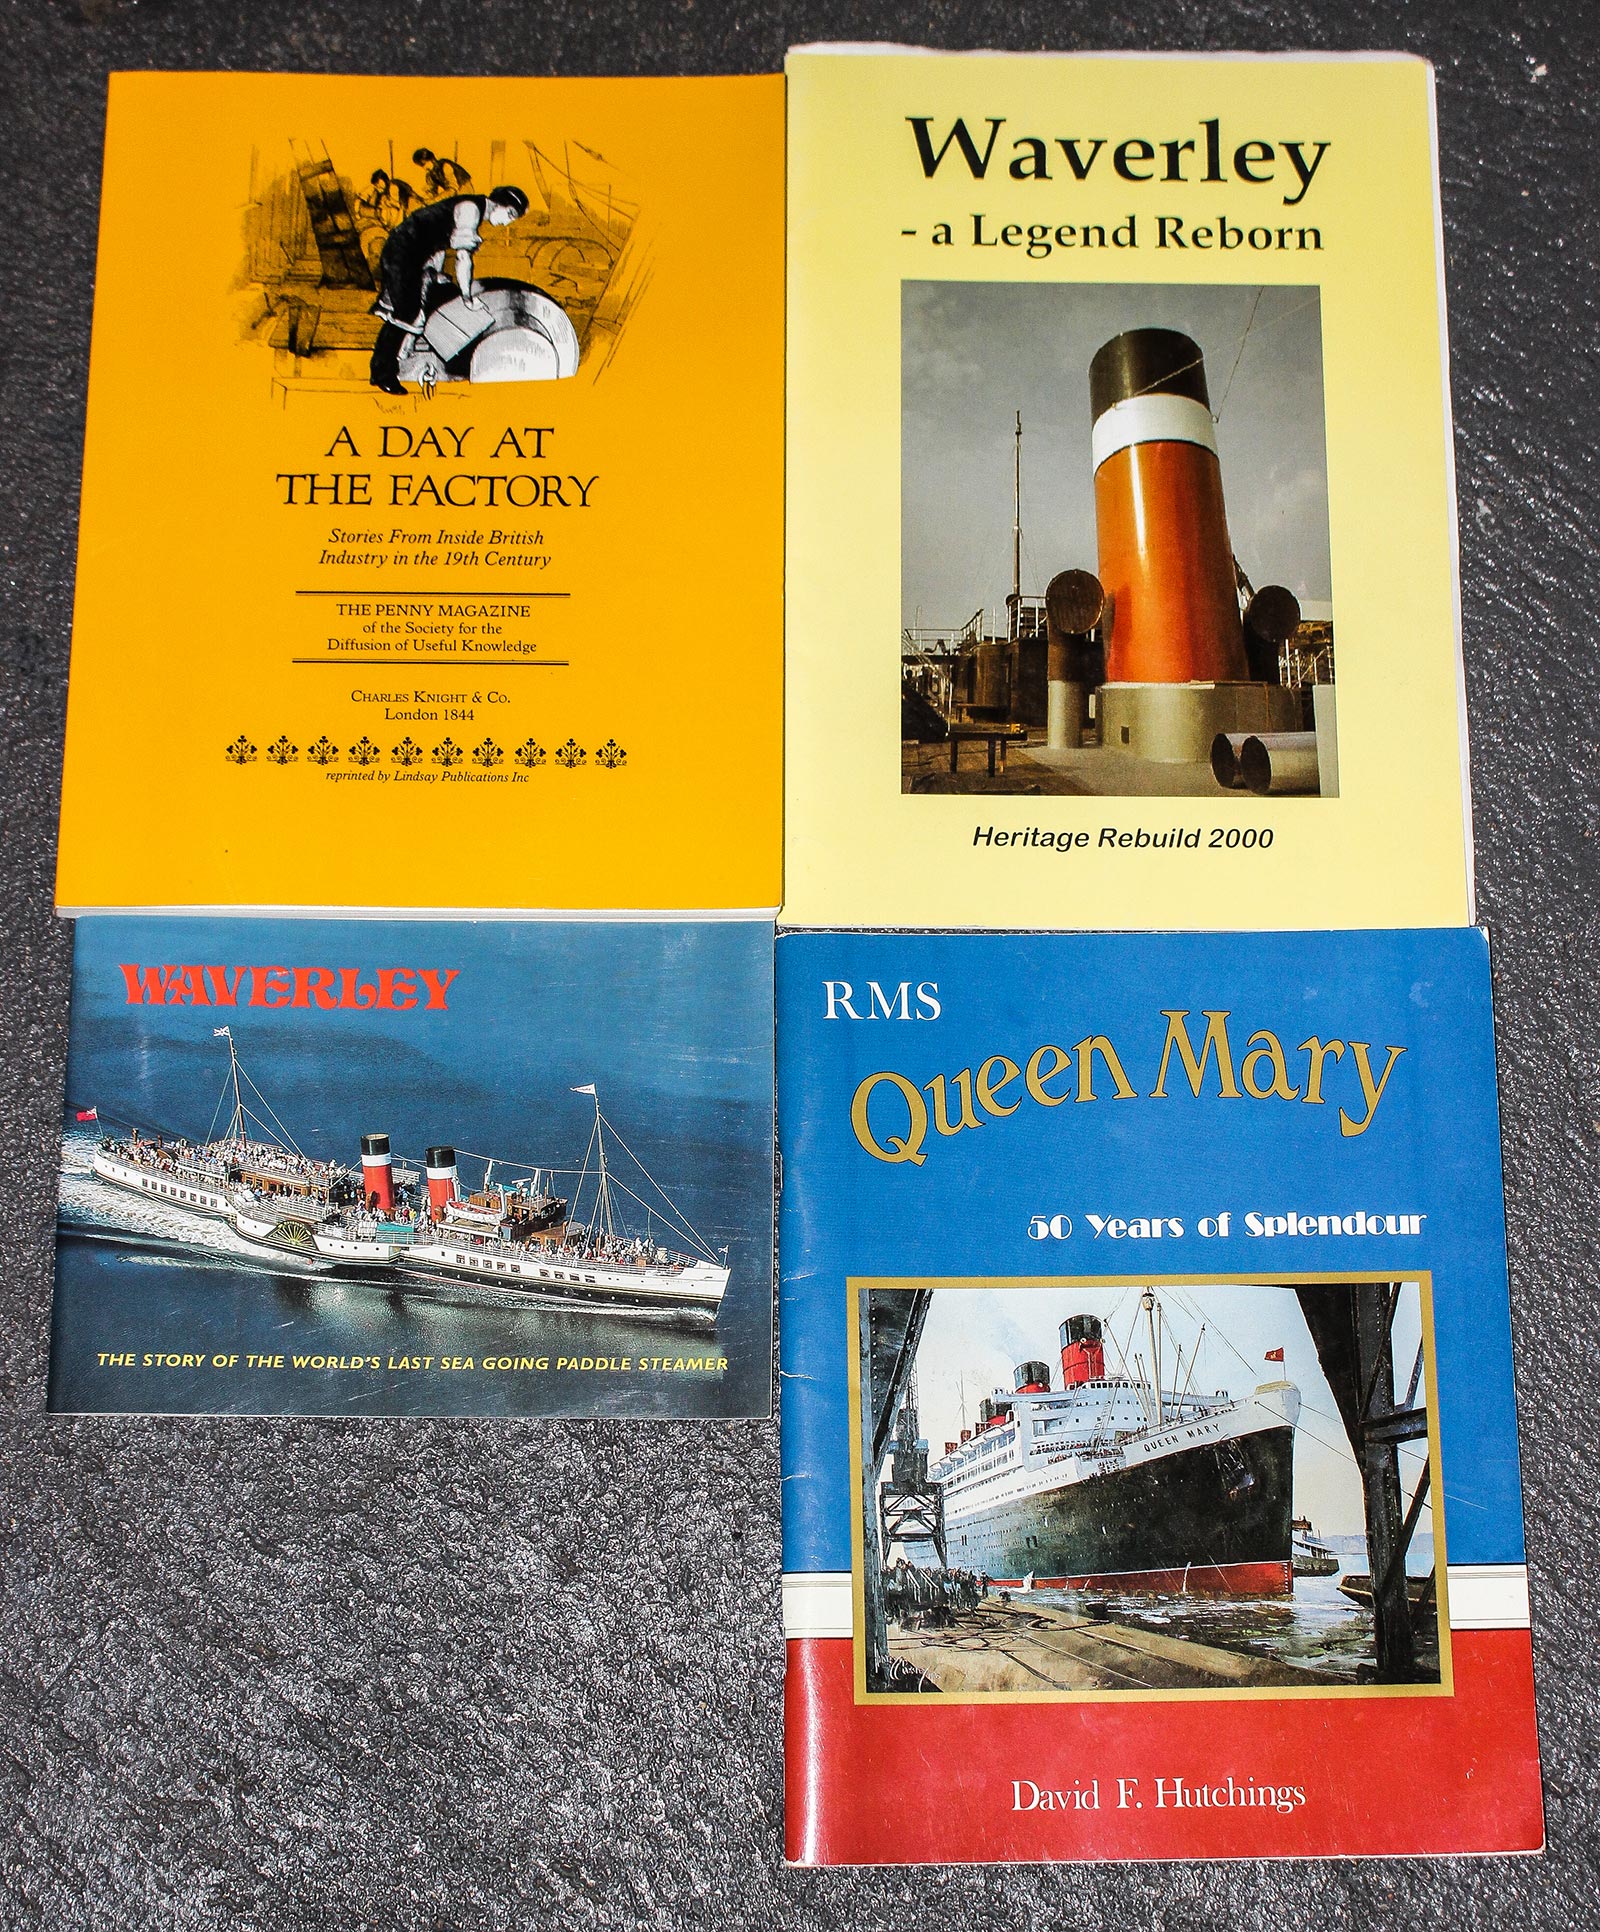 A DAY AT
THE FACTORY
Stories From Inside British
Industry in the 19th Century
THE PENNY MAGAZINE
of the Society for the
Diffusion of Useful Knowledge
CHARLES KNIGHT & CO.
London 1844
reprinted by Lindsay Publications Inc
Waverley
- a Legend Reborn
Heritage Rebuild 2000
WAVERLEY
THE STORY OF THE WORLD'S LAST SEA GOING PADDLE STEAMER
RMS
Queen Mary
50 Years of Splendour
QUEEN MARY
David F. Hutchings